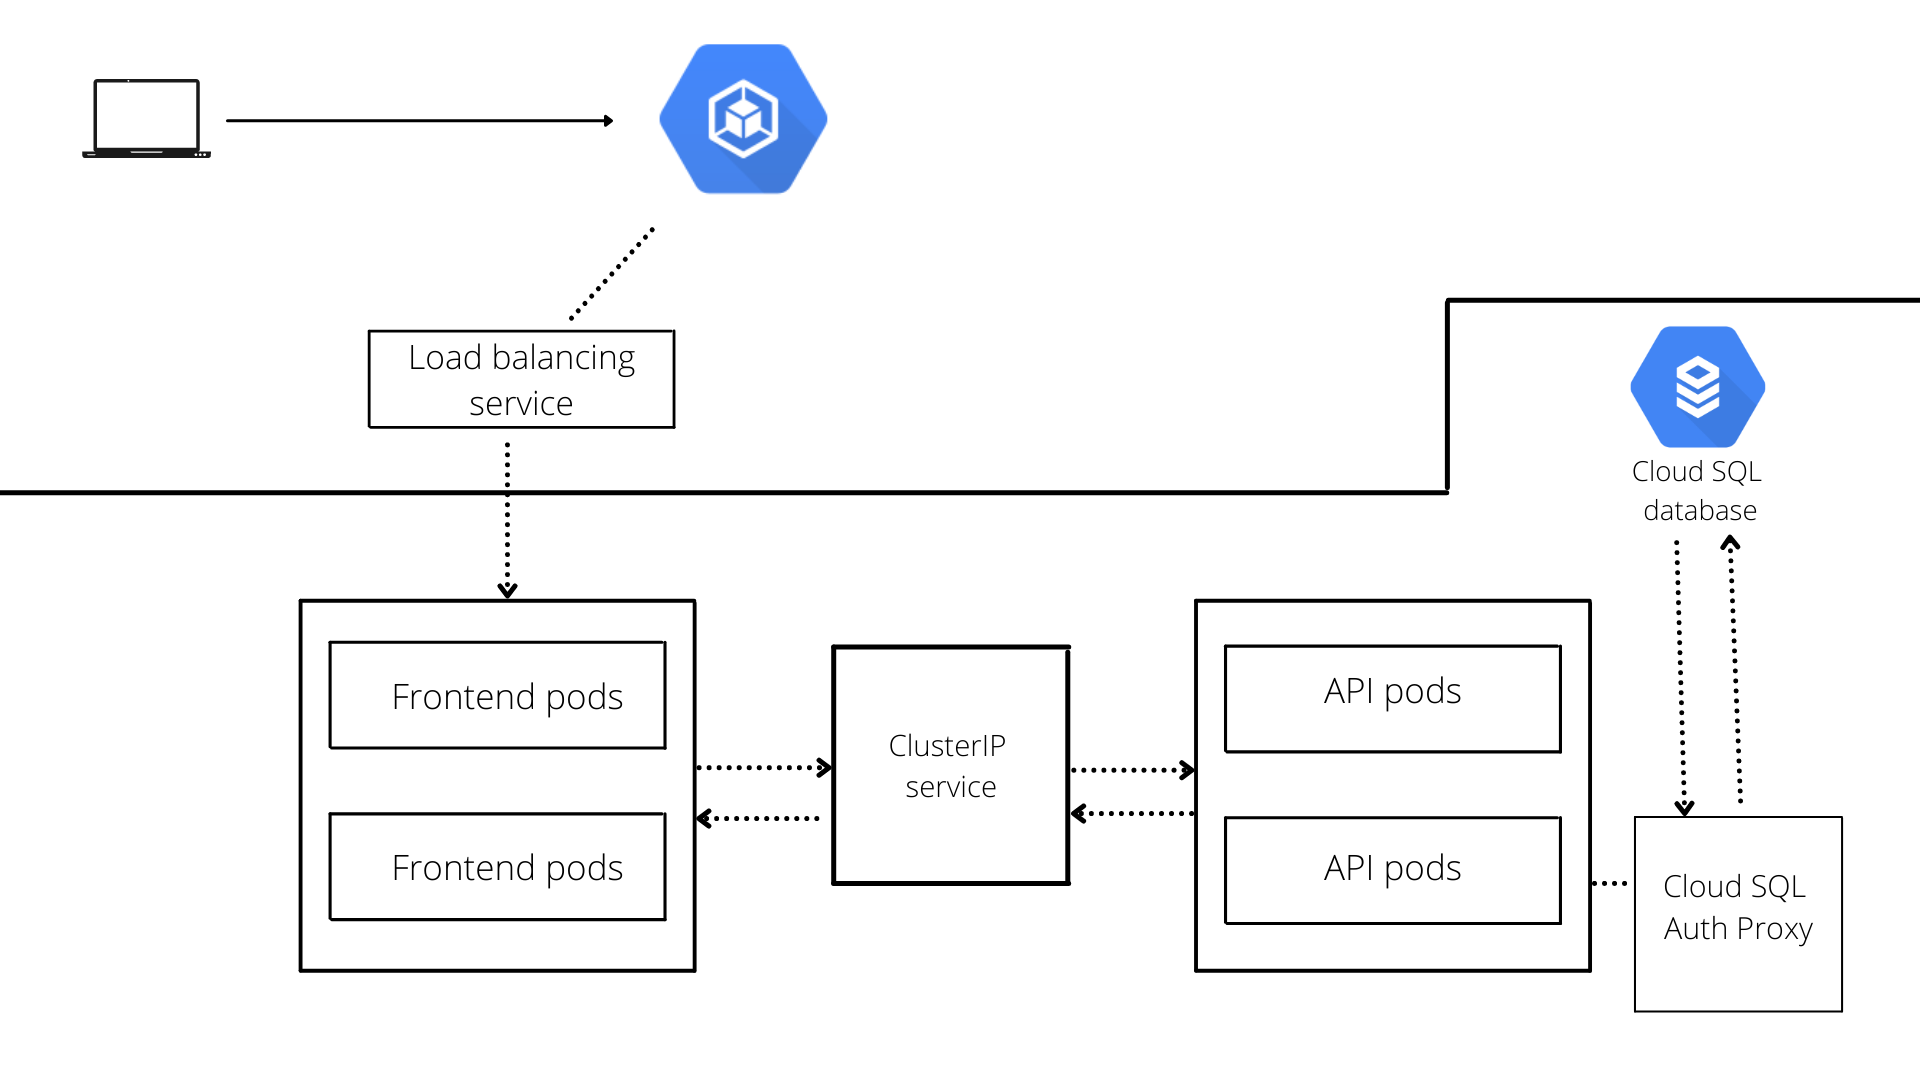 Load balancing
service
Cloud SQL
database
Frontend pods
Frontend pods
ClusterIP
service
API pods
API pods
Cloud SQL
Auth Proxy